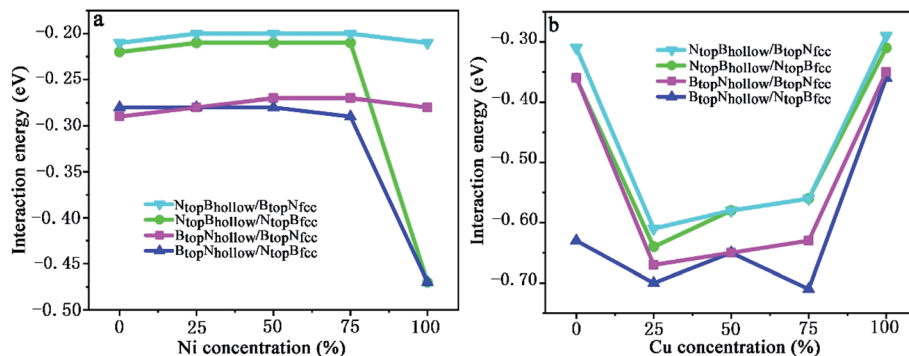 a
Interaction energy (eV)
−0.20
−0.25
−0.30
−0.35
−0.40
−0.45
−0.50
NtopBhollow/BtopNfcc
NtopBhollow/NtopBfcc
BtopNhollow/BtopNfcc
BtopNhollow/NtopBfcc
0 25 50 75 100
Ni concentration (%)
b
Interaction energy (eV)
−0.30
−0.40
−0.50
−0.60
−0.70
NtopBhollow/BtopNfcc
NtopBhollow/NtopBfcc
BtopNhollow/BtopNfcc
BtopNhollow/NtopBfcc
0 25 50 75 100
Cu concentration (%)